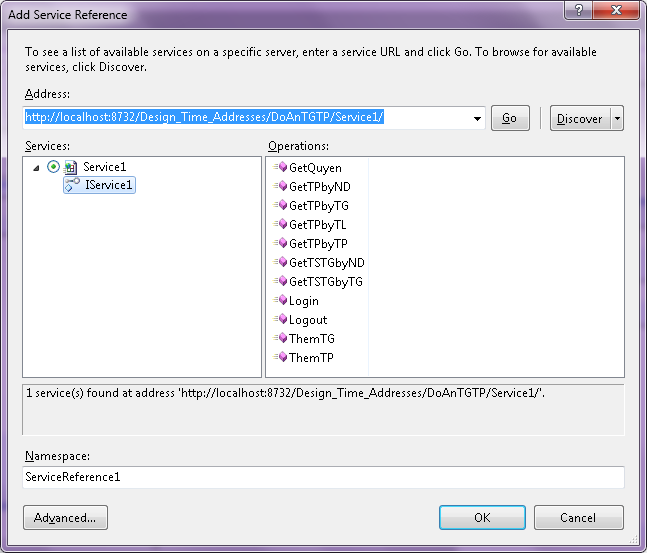 Add Service Reference
To see a list of available services on a specific server, enter a service URL and click Go. To browse for available
services, click Discover.
Address:
http://localhost:8732/Design_Time_Addresses/DoAnTGTP/Service1/
Go
Discover
Services:
Operations:
Service1
IService1
GetQuyen
GetTPbyND
GetTPbyTG
GetTPbyTL
GetTPbyTP
GetTSTGbyND
GetTSTGbyTG
Login
Logout
ThemTG
ThemTP
1 service(s) found at address 'http://localhost:8732/Design_Time_Addresses/DoAnTGTP/Service1/'.
Namespace:
ServiceReference1
Advanced...
OK
Cancel